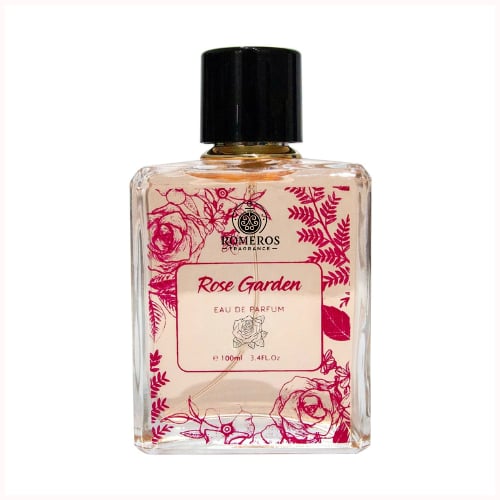 ROMEROS
FRAGRANCE
Rose Garden
EAU DE PARFUM
℮ 100ml 3.4FL.Oz